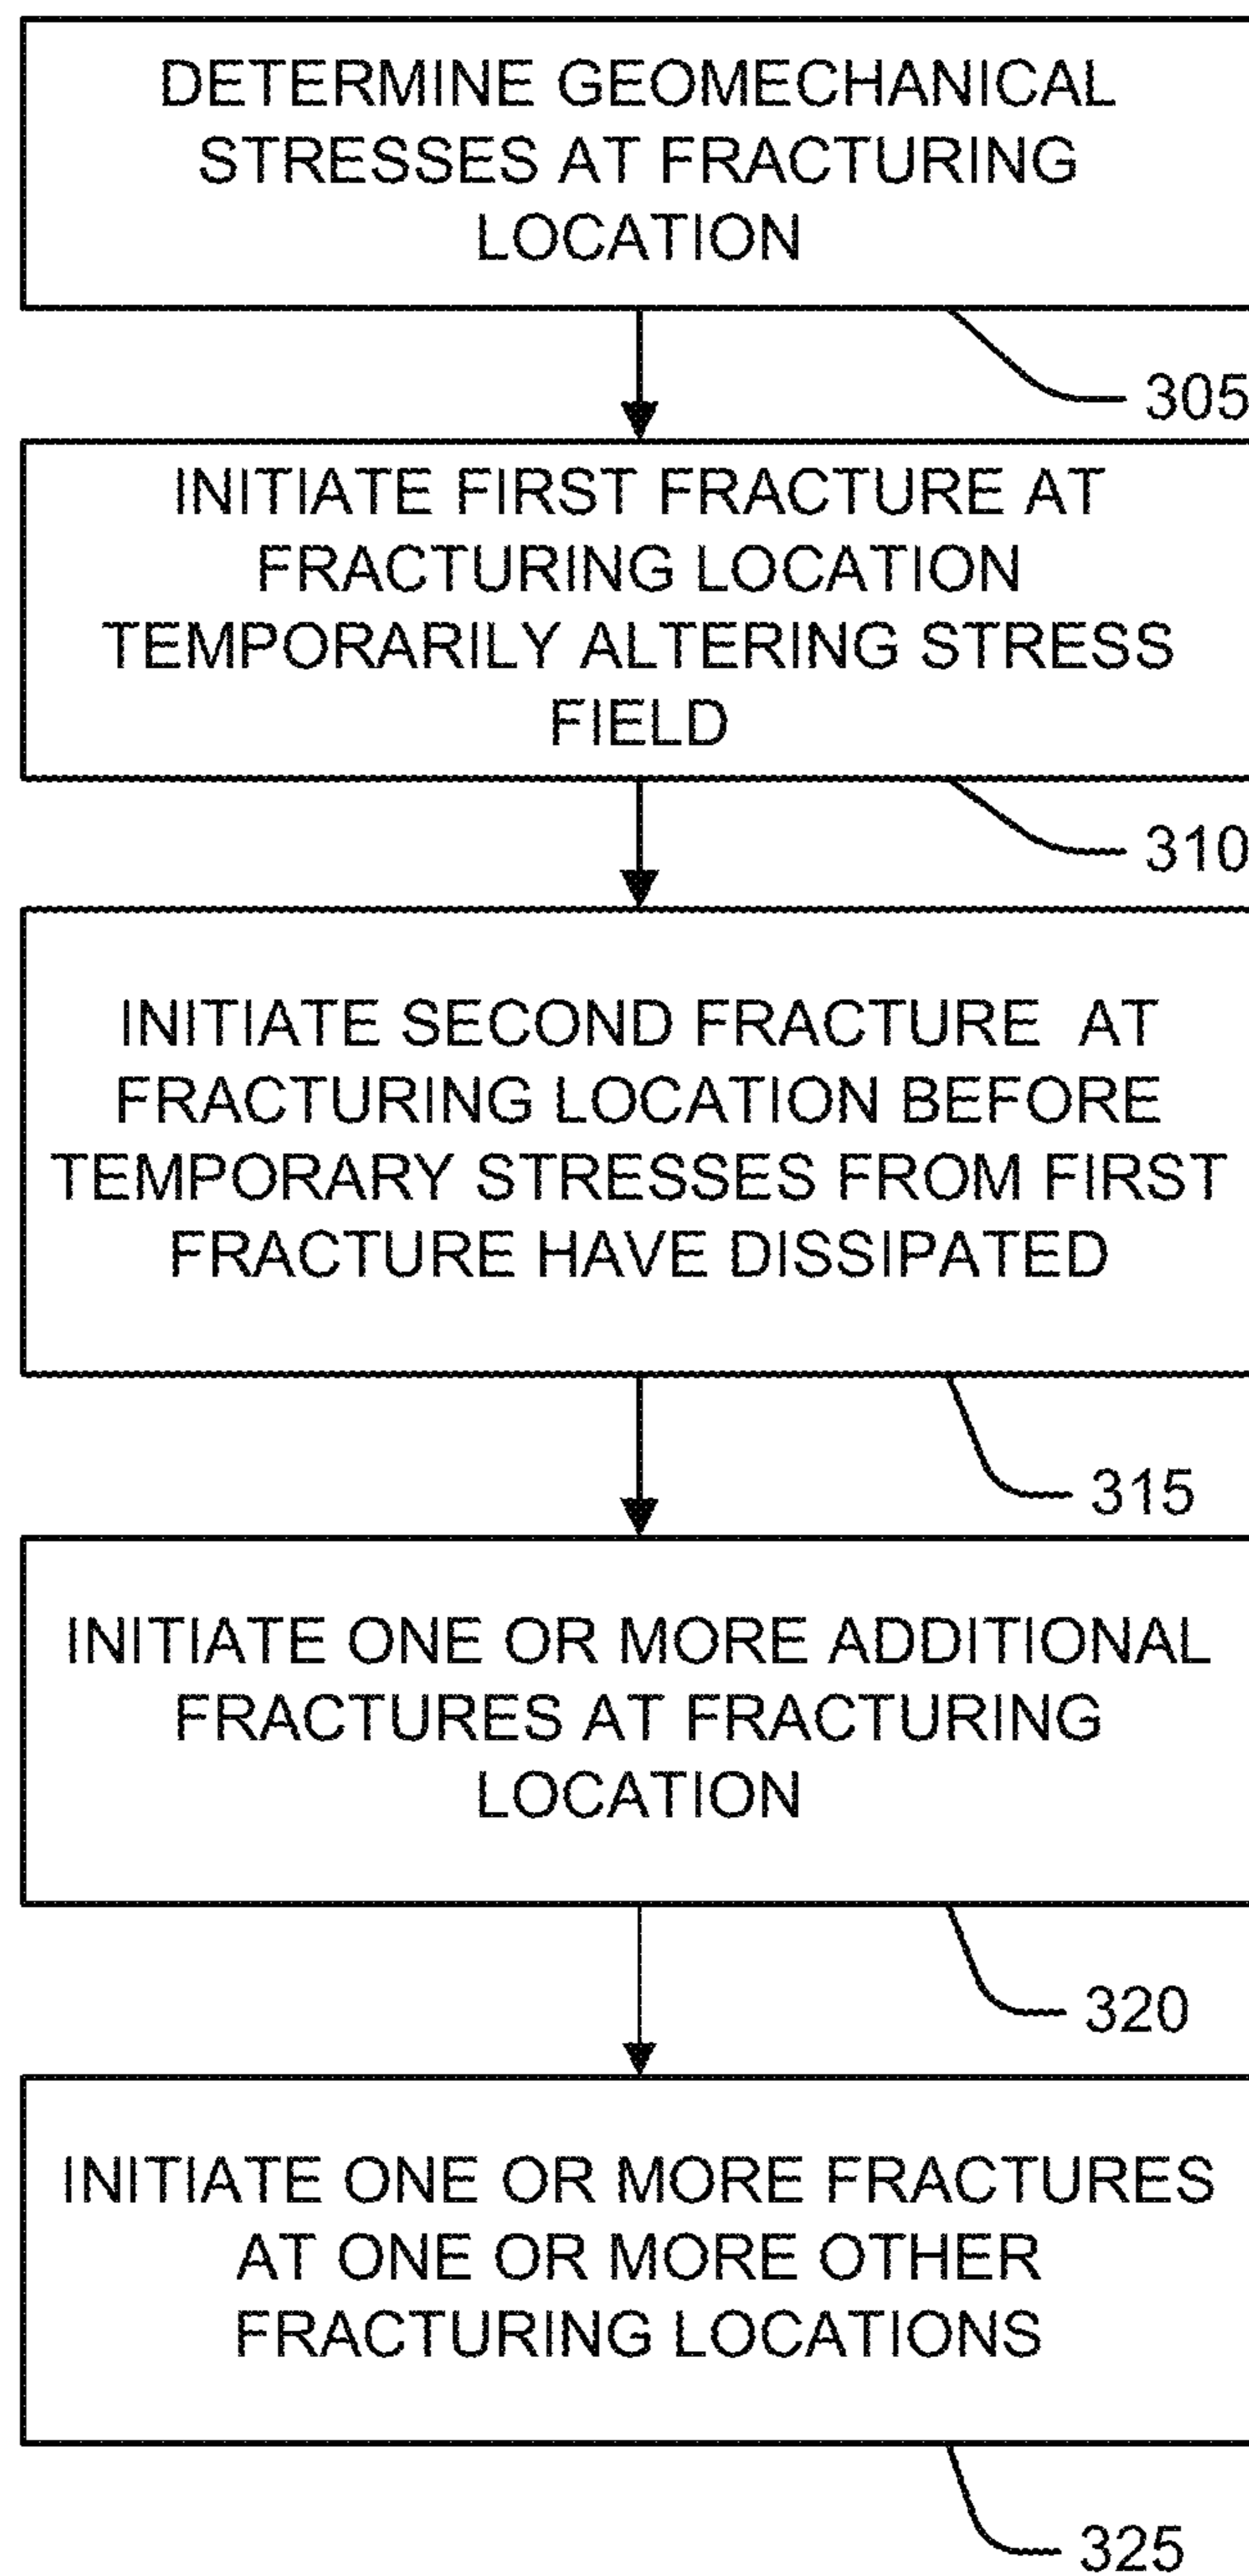 DETERMINE GEOMECHANICAL
STRESSES AT FRACTURING
LOCATION
305
INITIATE FIRST FRACTURE AT
FRACTURING LOCATION
TEMPORARILY ALTERING STRESS
FIELD
310
INITIATE SECOND FRACTURE AT
FRACTURING LOCATION BEFORE
TEMPORARY STRESSES FROM FIRST
FRACTURE HAVE DISSIPATED
315
INITIATE ONE OR MORE ADDITIONAL
FRACTURES AT FRACTURING
LOCATION
320
INITIATE ONE OR MORE FRACTURES
AT ONE OR MORE OTHER
FRACTURING LOCATIONS
325